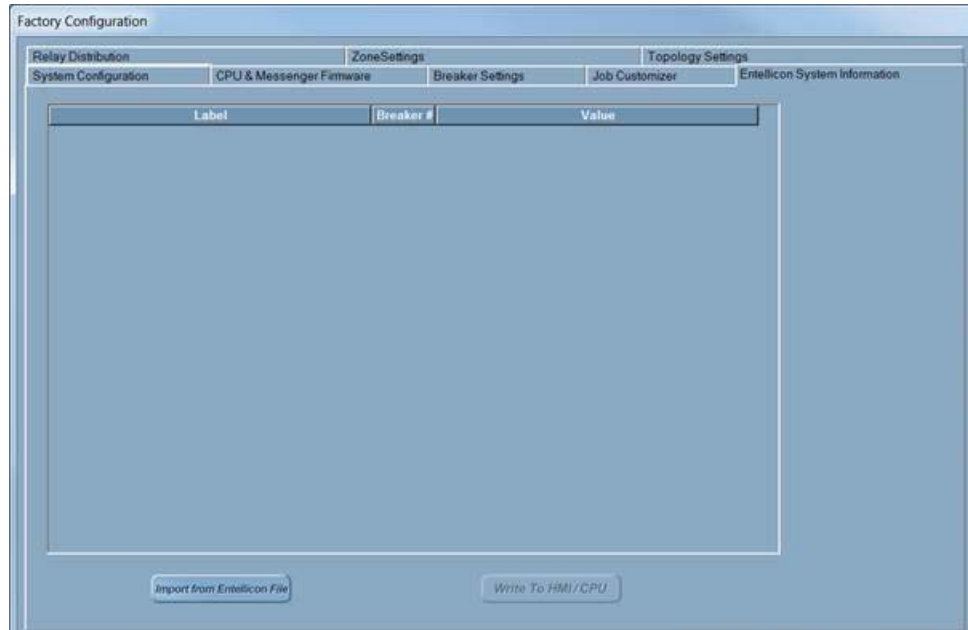 Factory Configuration
Relay Distribution ZoneSettings Topology Settings
System Configuration CPU & Messenger Firmware Breaker Settings Job Customizer Entellicon System Information
Label Breaker # Value
Import from Entellicon File Write To HMI/CPU